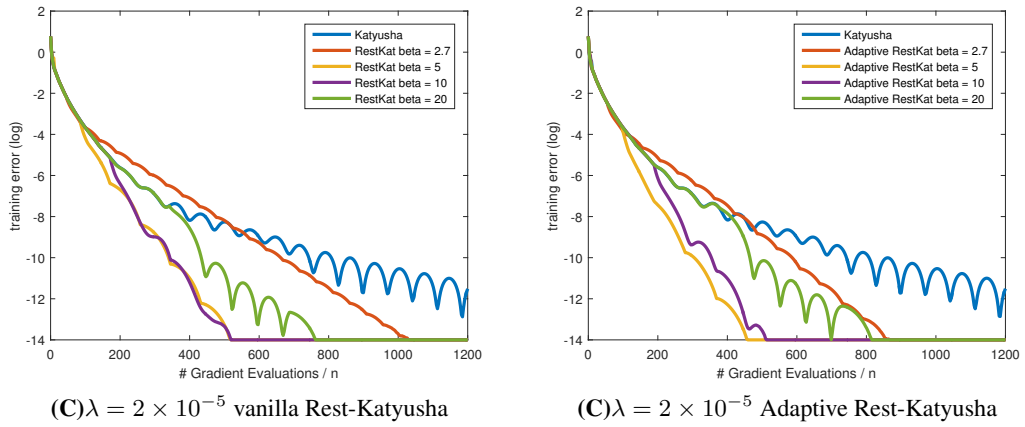 2
0
-2
-4
-6
-8
-10
-12
-14
0
200
400
600
800
1000
1200
training error (log)
# Gradient Evaluations / n
Katyusha
RestKat beta = 2.7
RestKat beta = 5
RestKat beta = 10
RestKat beta = 20
(C)λ = 2 × 10⁻⁵ vanilla Rest-Katyusha
2
0
-2
-4
-6
-8
-10
-12
-14
0
200
400
600
800
1000
1200
training error (log)
# Gradient Evaluations / n
Katyusha
Adaptive RestKat beta = 2.7
Adaptive RestKat beta = 5
Adaptive RestKat beta = 10
Adaptive RestKat beta = 20
(C)λ = 2 × 10⁻⁵ Adaptive Rest-Katyusha